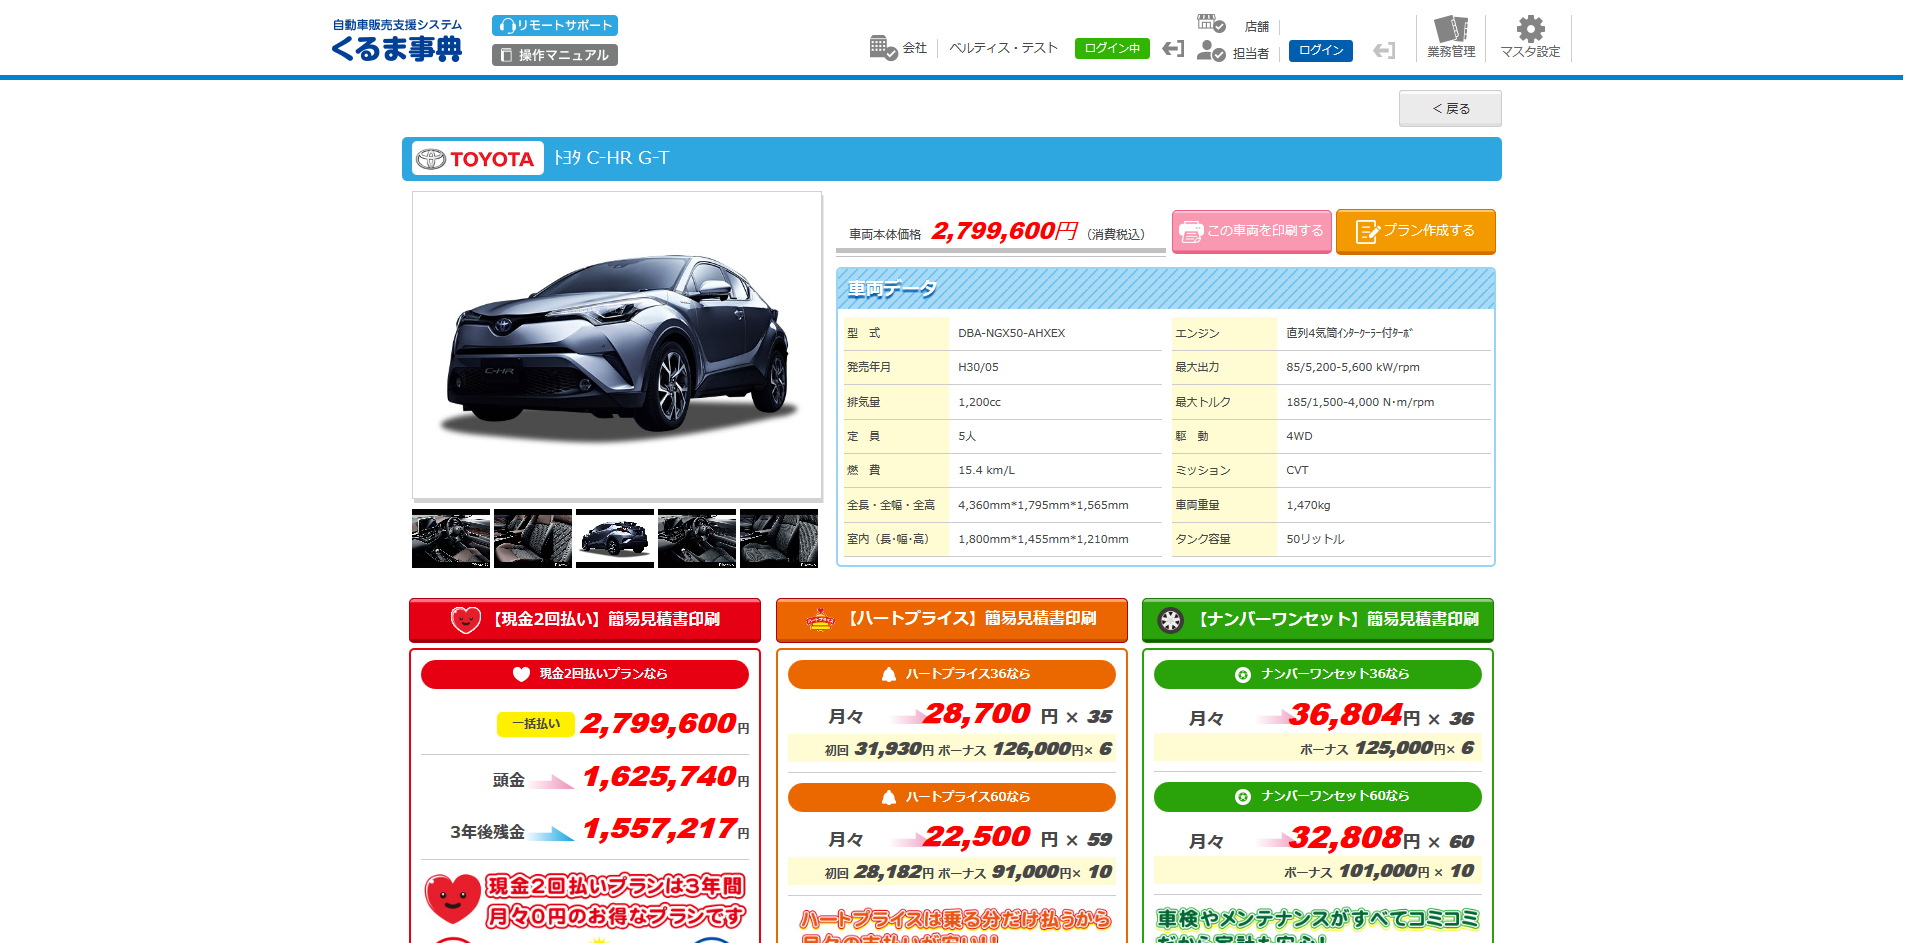 自動車販売支援システム
くるま事典
リモートサポート
操作マニュアル
会社
ベルティス・テスト
ログイン中
店舗
担当者
ログイン
業務管理
マスタ設定
< 戻る
TOYOTA ﾄﾖﾀ C-HR G-T
車両本体価格 2,799,600円 (消費税込)
この車両を印刷する
プラン作成する
車両データ
型　式 DBA-NGX50-AHXEX
エンジン 直列4気筒ｲﾝﾀｰｸｰﾗｰ付ﾀｰﾎﾞ
発売年月 H30/05
最大出力 85/5,200-5,600 kW/rpm
排気量 1,200cc
最大トルク 185/1,500-4,000 N･m/rpm
定　員 5人
駆　動 4WD
燃　費 15.4 km/L
ミッション CVT
全長・全幅・全高 4,360mm*1,795mm*1,565mm
車両重量 1,470kg
室内（長･幅･高） 1,800mm*1,455mm*1,210mm
タンク容量 50リットル
【現金2回払い】簡易見積書印刷
現金2回払いプランなら
一括払い 2,799,600円
頭金 1,625,740円
3年後残金 1,557,217円
現金2回払いプランは3年間
月々0円のお得なプランです
【ハートプライス】簡易見積書印刷
ハートプライス36なら
月々 28,700 円 × 35
初回 31,930円 ボーナス 126,000円× 6
ハートプライス60なら
月々 22,500 円 × 59
初回 28,182円 ボーナス 91,000円× 10
ハートプライスは乗る分だけ払うから
月々の支払いが安い!!
【ナンバーワンセット】簡易見積書印刷
ナンバーワンセット36なら
月々 36,804円 × 36
ボーナス 125,000円× 6
ナンバーワンセット60なら
月々 32,808円 × 60
ボーナス 101,000円 × 10
車検やメンテナンスがすべてコミコミ
だから家計も安心!